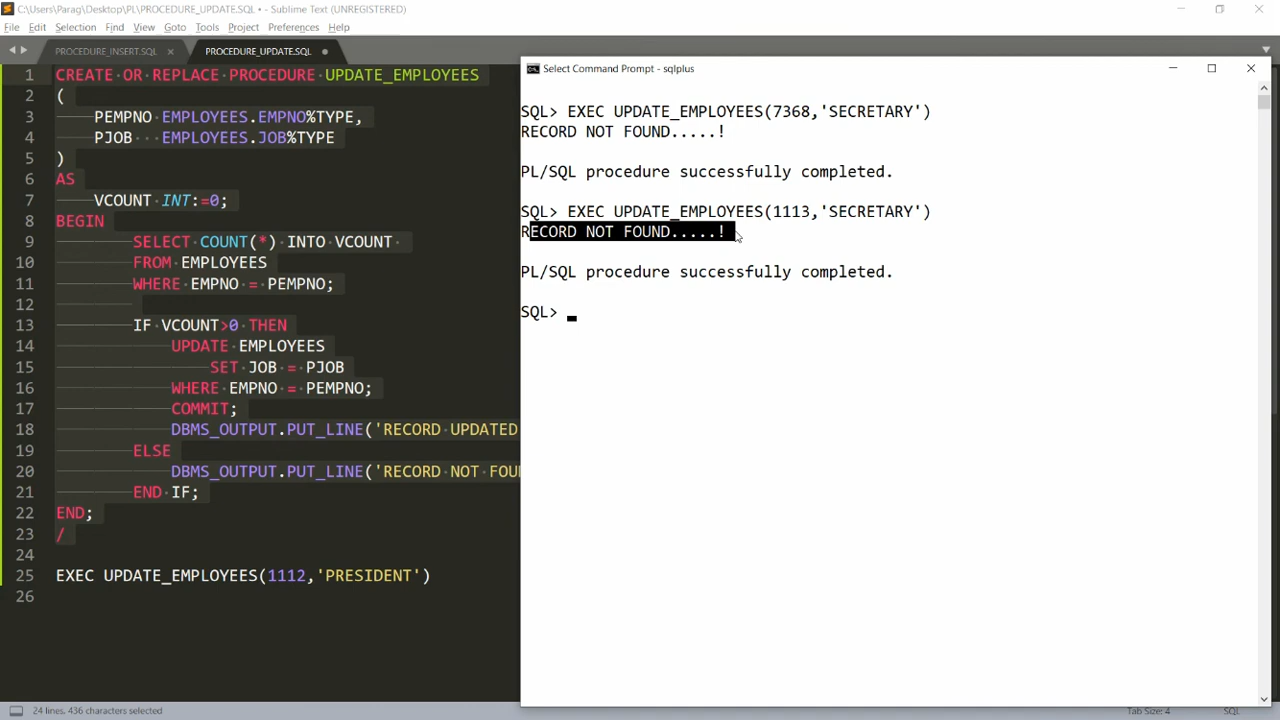 C:\Users\Parag\Desktop\PL\PROCEDURE_UPDATE.SQL • - Sublime Text (UNREGISTERED)
File Edit Selection Find View Goto Tools Project Preferences Help
PROCEDURE_INSERT.SQL × PROCEDURE_UPDATE.SQL
1 CREATE OR REPLACE PROCEDURE UPDATE_EMPLOYEES
2 (
3 PEMPNO EMPLOYEES.EMPNO%TYPE,
4 PJOB EMPLOYEES.JOB%TYPE
5 )
6 AS
7 VCOUNT INT:=0;
8 BEGIN
9 SELECT COUNT(*) INTO VCOUNT
10 FROM EMPLOYEES
11 WHERE EMPNO = PEMPNO;
12
13 IF VCOUNT>0 THEN
14 UPDATE EMPLOYEES
15 SET JOB = PJOB
16 WHERE EMPNO = PEMPNO;
17 COMMIT;
18 DBMS_OUTPUT.PUT_LINE('RECORD UPDATED
19 ELSE
20 DBMS_OUTPUT.PUT_LINE('RECORD NOT FOU
21 END IF;
22 END;
23 /
24
25 EXEC UPDATE_EMPLOYEES(1112,'PRESIDENT')
26
Select Command Prompt - sqlplus
SQL> EXEC UPDATE_EMPLOYEES(7368,'SECRETARY')
RECORD NOT FOUND.....!
PL/SQL procedure successfully completed.
SQL> EXEC UPDATE_EMPLOYEES(1113,'SECRETARY')
RECORD NOT FOUND.....!
PL/SQL procedure successfully completed.
SQL>
24 lines, 436 characters selected
Tab Size: 4
SQL